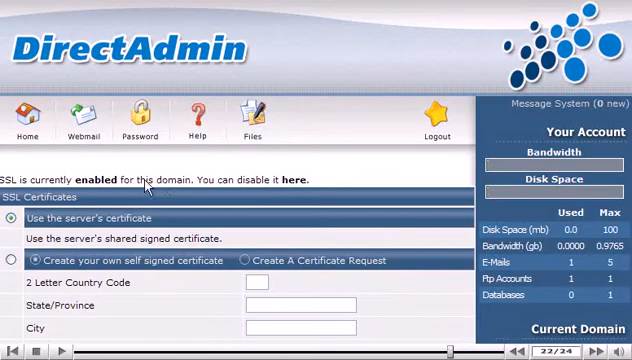 DirectAdmin
Message System (0 new)
Home
Webmail
Password
Help
Files
Logout
Your Account
Bandwidth
Disk Space
Used Max
Disk Space (mb) 0.0 100
Bandwidth (gb) 0.0000 0.9765
E-Mails 1 5
Ftp Accounts 1 1
Databases 0 1
Current Domain
SSL is currently enabled for this domain. You can disable it here.
SSL Certificates
Use the server's certificate
Use the server's shared signed certificate.
Create your own self signed certificate Create A Certificate Request
2 Letter Country Code
State/Province
City
22/24